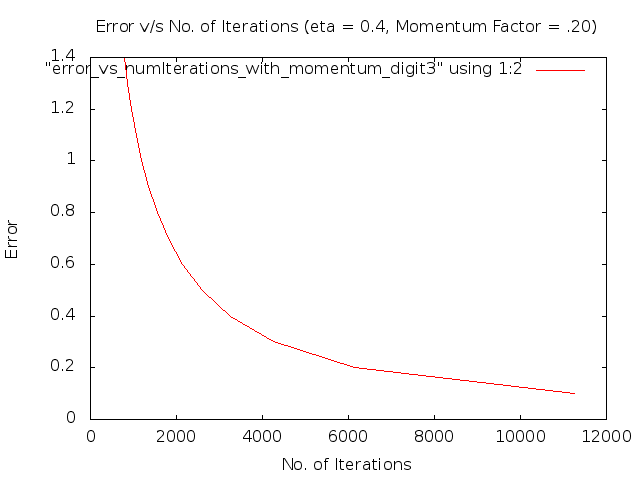 Error v/s No. of Iterations (eta = 0.4, Momentum Factor = .20)
"error_vs_numIterations_with_momentum_digit3" using 1:2
1.4
1.2
1
0.8
0.6
0.4
0.2
0
Error
0 2000 4000 6000 8000 10000 12000
No. of Iterations